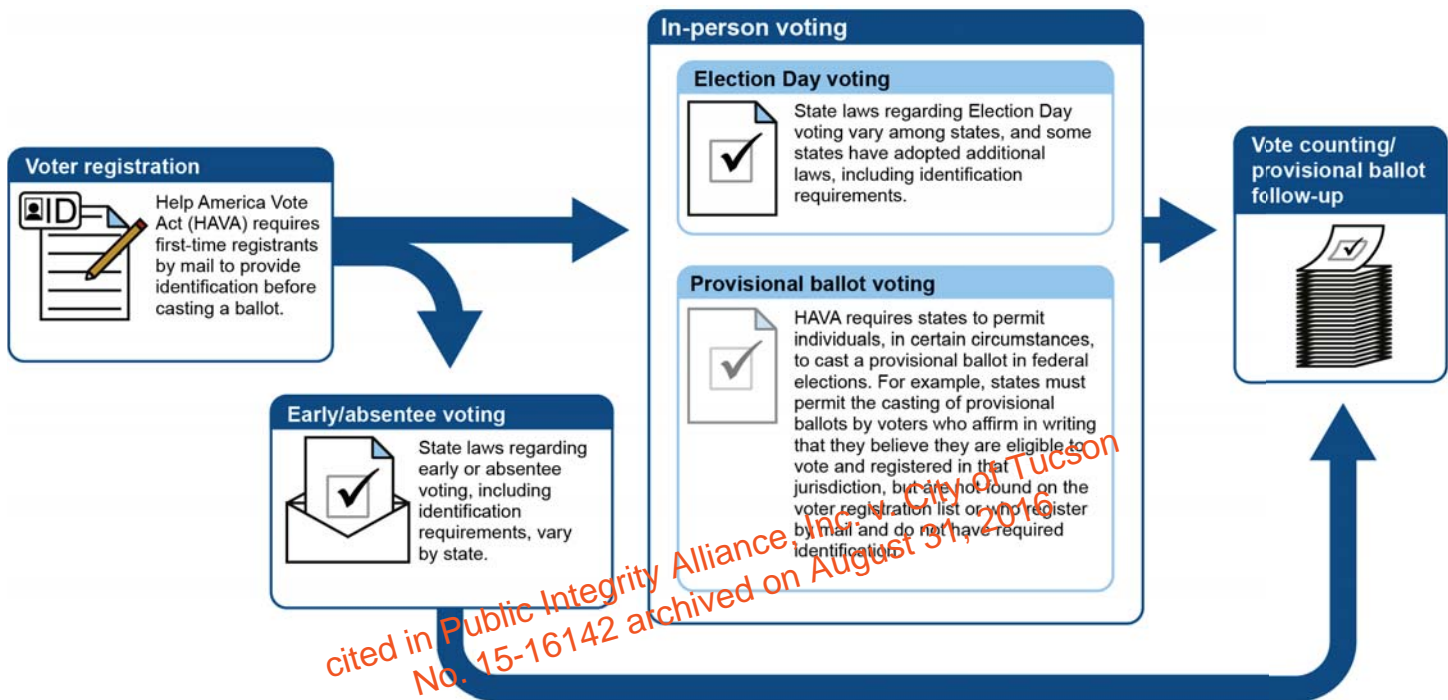 Voter registration
ID
Help America Vote
Act (HAVA) requires
first-time registrants
by mail to provide
identification before
casting a ballot.
Early/absentee voting
State laws regarding
early or absentee
voting, including
identification
requirements, vary
by state.
In-person voting
Election Day voting
State laws regarding Election Day
voting vary among states, and some
states have adopted additional
laws, including identification
requirements.
Provisional ballot voting
HAVA requires states to permit
individuals, in certain circumstances,
to cast a provisional ballot in federal
elections. For example, states must
permit the casting of provisional
ballots by voters who affirm in writing
that they believe they are eligible to
vote and registered in that
jurisdiction, but are not found on the
voter registration list or who register
by mail and do not have required
identification.
Vote counting/
provisional ballot
follow-up
cited in Public Integrity Alliance, Inc. v. City of Tucson
No. 15-16142 archived on August 31, 2016